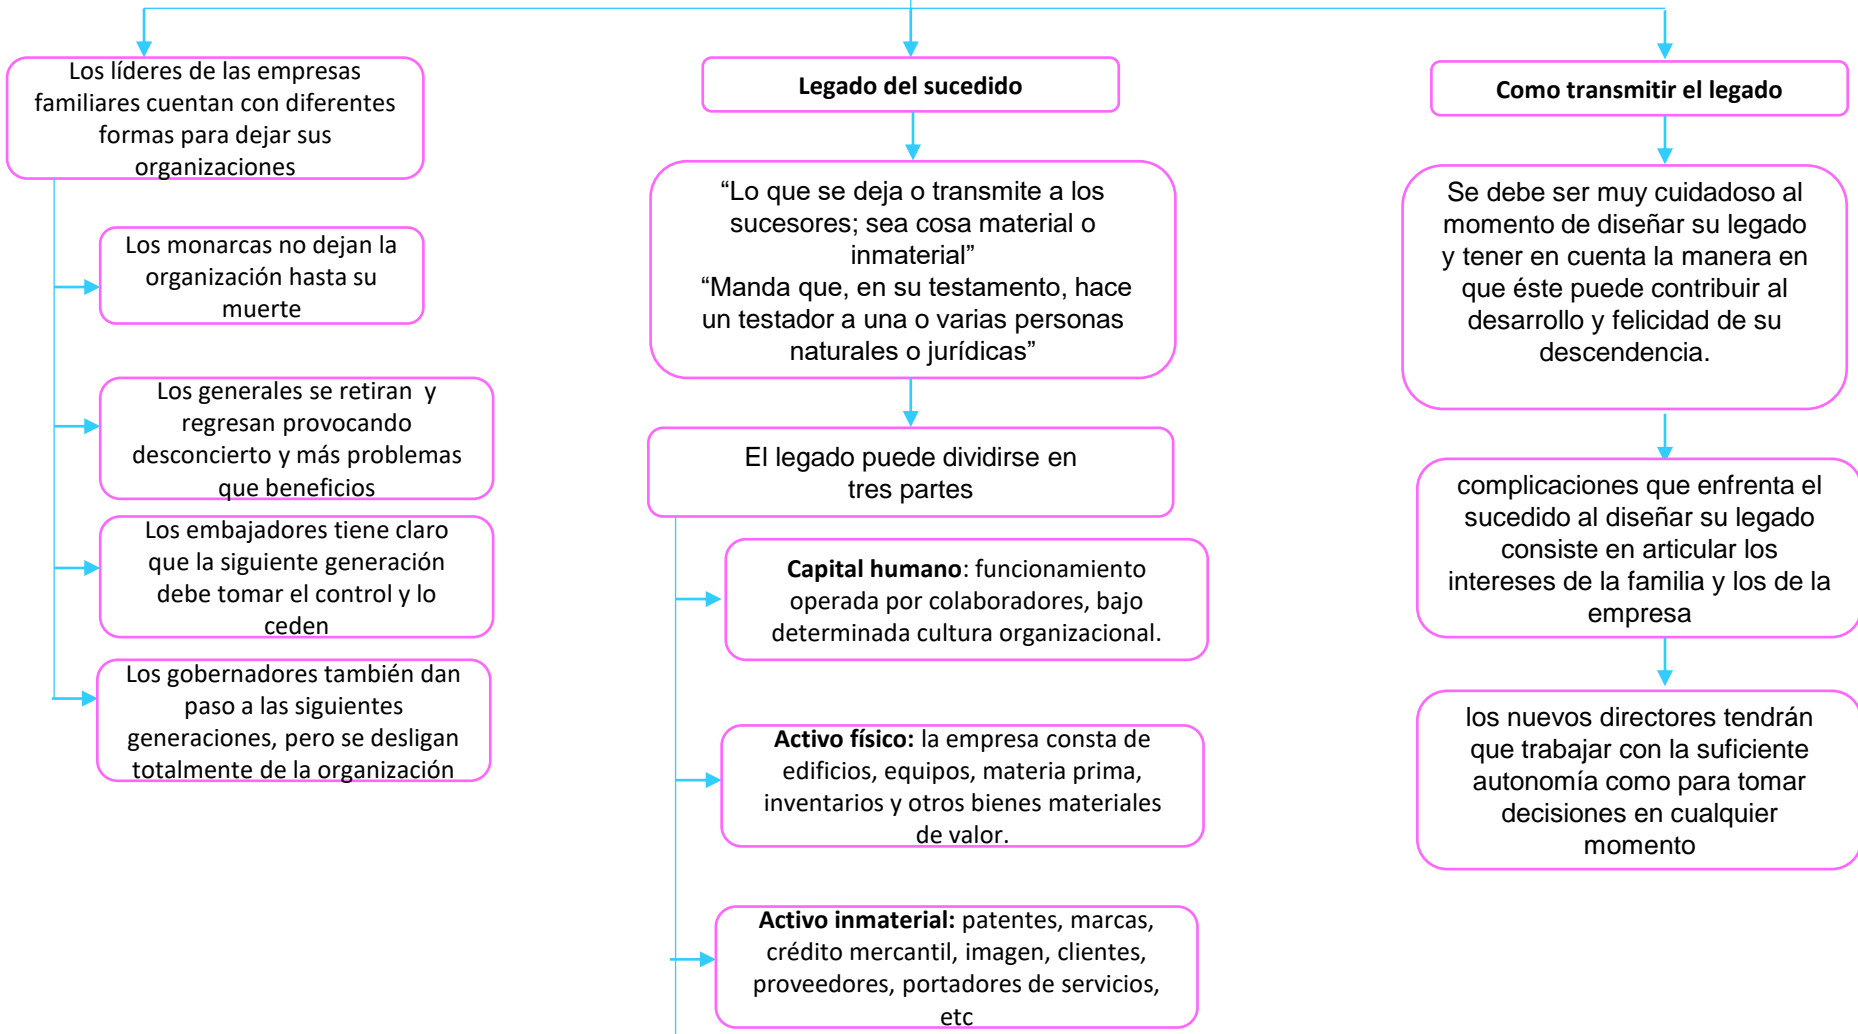 Los líderes de las empresas
familiares cuentan con diferentes
formas para dejar sus
organizaciones
Los monarcas no dejan la
organización hasta su
muerte
Los generales se retiran y
regresan provocando
desconcierto y más problemas
que beneficios
Los embajadores tiene claro
que la siguiente generación
debe tomar el control y lo
ceden
Los gobernadores también dan
paso a las siguientes
generaciones, pero se desligan
totalmente de la organización
Legado del sucedido
“Lo que se deja o transmite a los
sucesores; sea cosa material o
inmaterial”
“Manda que, en su testamento, hace
un testador a una o varias personas
naturales o jurídicas”
El legado puede dividirse en
tres partes
Capital humano: funcionamiento
operada por colaboradores, bajo
determinada cultura organizacional.
Activo físico: la empresa consta de
edificios, equipos, materia prima,
inventarios y otros bienes materiales
de valor.
Activo inmaterial: patentes, marcas,
crédito mercantil, imagen, clientes,
proveedores, portadores de servicios,
etc
Como transmitir el legado
Se debe ser muy cuidadoso al
momento de diseñar su legado
y tener en cuenta la manera en
que éste puede contribuir al
desarrollo y felicidad de su
descendencia.
complicaciones que enfrenta el
sucedido al diseñar su legado
consiste en articular los
intereses de la familia y los de la
empresa
los nuevos directores tendrán
que trabajar con la suficiente
autonomía como para tomar
decisiones en cualquier
momento